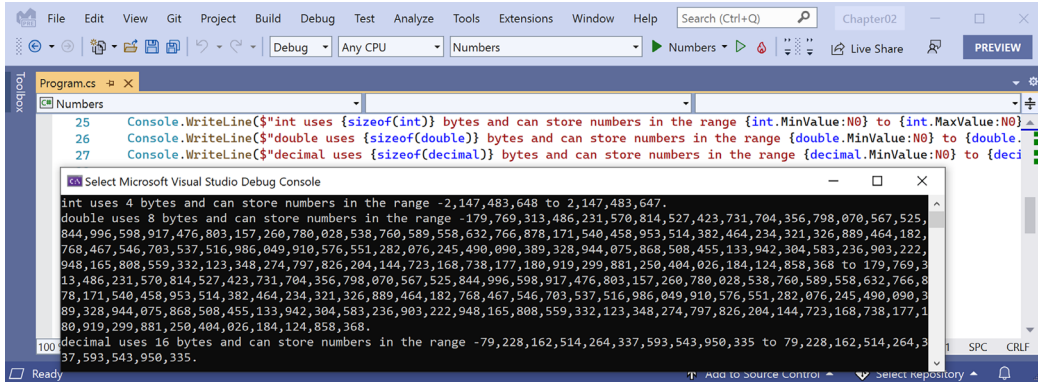 File Edit View Git Project Build Debug Test Analyze Tools Extensions Window Help Search (Ctrl+Q) Chapter02
Debug Any CPU Numbers Numbers Live Share PREVIEW
Toolbox
Program.cs
C# Numbers
25 Console.WriteLine($"int uses {sizeof(int)} bytes and can store numbers in the range {int.MinValue:N0} to {int.MaxValue:N0}
26 Console.WriteLine($"double uses {sizeof(double)} bytes and can store numbers in the range {double.MinValue:N0} to {double.
27 Console.WriteLine($"decimal uses {sizeof(decimal)} bytes and can store numbers in the range {decimal.MinValue:N0} to {deci
Select Microsoft Visual Studio Debug Console
int uses 4 bytes and can store numbers in the range -2,147,483,648 to 2,147,483,647.
double uses 8 bytes and can store numbers in the range -179,769,313,486,231,570,814,527,423,731,704,356,798,070,567,525,
844,996,598,917,476,803,157,260,780,028,538,760,589,558,632,766,878,171,540,458,953,514,382,464,234,321,326,889,464,182,
768,467,546,703,537,516,986,049,910,576,551,282,076,245,490,090,389,328,944,075,868,508,455,133,942,304,583,236,903,222,
948,165,808,559,332,123,348,274,797,826,204,144,723,168,738,177,180,919,299,881,250,404,026,184,124,858,368 to 179,769,3
13,486,231,570,814,527,423,731,704,356,798,070,567,525,844,996,598,917,476,803,157,260,780,028,538,760,589,558,632,766,8
78,171,540,458,953,514,382,464,234,321,326,889,464,182,768,467,546,703,537,516,986,049,910,576,551,282,076,245,490,090,3
89,328,944,075,868,508,455,133,942,304,583,236,903,222,948,165,808,559,332,123,348,274,797,826,204,144,723,168,738,177,1
80,919,299,881,250,404,026,184,124,858,368.
decimal uses 16 bytes and can store numbers in the range -79,228,162,514,264,337,593,543,950,335 to 79,228,162,514,264,3
37,593,543,950,335.
100
SPC CRLF
Ready Add to Source Control Select Repository